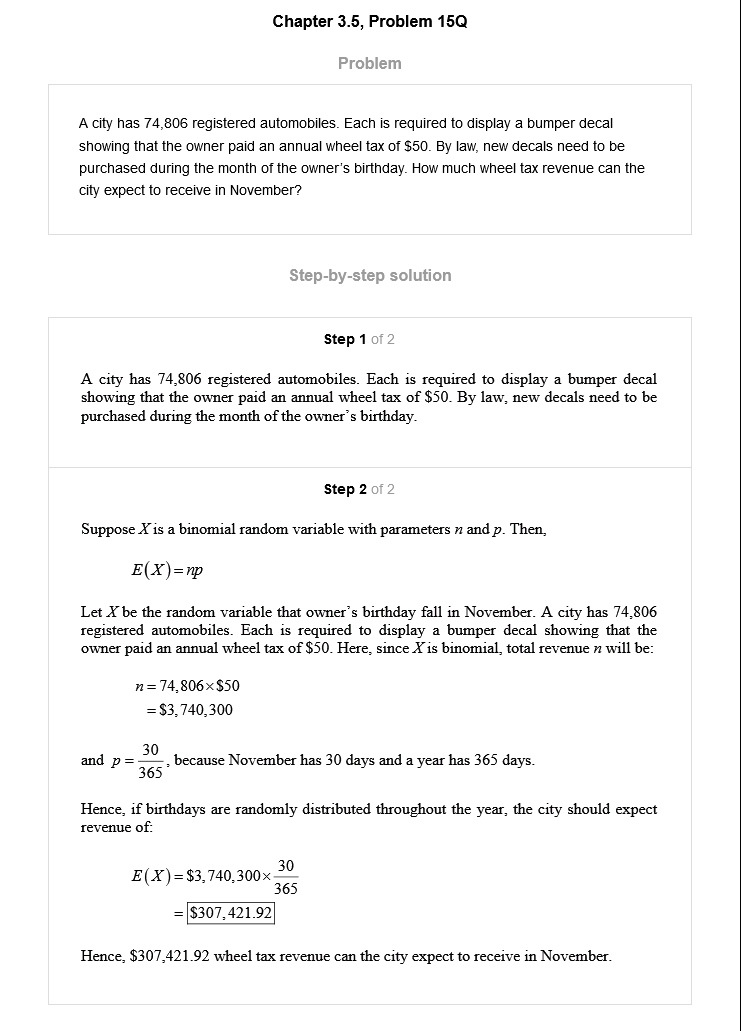 Chapter 3.5, Problem 15Q
Problem
A city has 74,806 registered automobiles. Each is required to display a bumper decal
showing that the owner paid an annual wheel tax of $50. By law, new decals need to be
purchased during the month of the owner's birthday. How much wheel tax revenue can the
city expect to receive in November?
Step-by-step solution
Step 1 of 2
A city has 74,806 registered automobiles. Each is required to display a bumper decal
showing that the owner paid an annual wheel tax of $50. By law, new decals need to be
purchased during the month of the owner's birthday.
Step 2 of 2
Suppose X is a binomial random variable with parameters n and p. Then,
E(X)=np
Let X be the random variable that owner's birthday fall in November. A city has 74,806
registered automobiles. Each is required to display a bumper decal showing that the
owner paid an annual wheel tax of $50. Here, since X is binomial, total revenue n will be:
n = 74,806×$50
= $3,740,300
and p = 30/365, because November has 30 days and a year has 365 days.
Hence, if birthdays are randomly distributed throughout the year, the city should expect
revenue of:
E(X) = $3,740,300× 30/365
= $307,421.92
Hence, $307,421.92 wheel tax revenue can the city expect to receive in November.